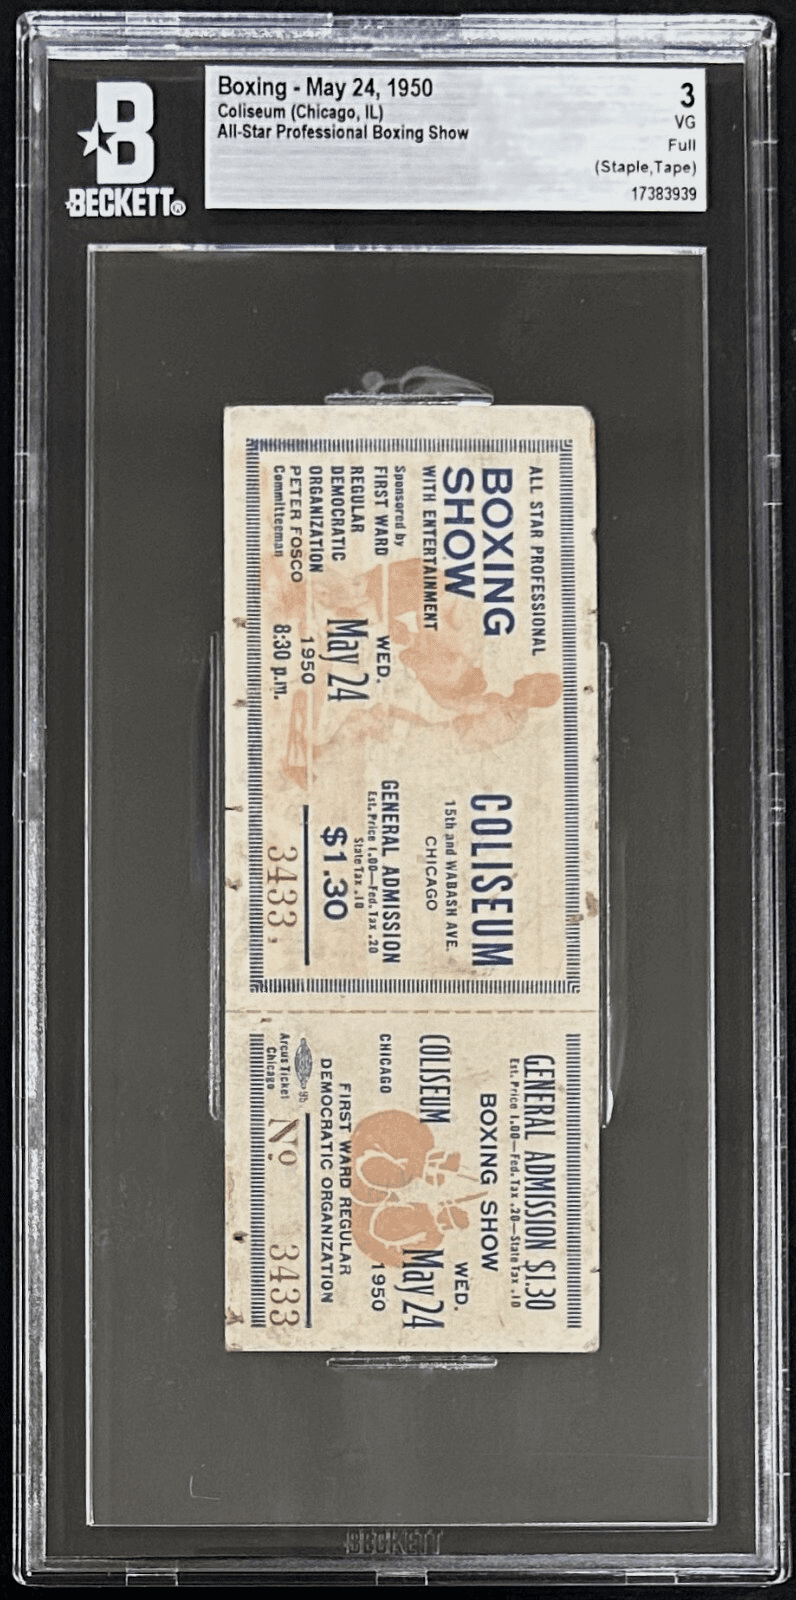 BECKETT®
Boxing - May 24, 1950
Coliseum (Chicago, IL)
All-Star Professional Boxing Show
3
VG
Full
(Staple,Tape)
17383939
ALL STAR PROFESSIONAL
BOXING
SHOW
WITH ENTERTAINMENT
Sponsored by
FIRST WARD
REGULAR
DEMOCRATIC
ORGANIZATION
PETER FOSCO
Committeeman
WED.
May 24
1950
8:30 p.m.
COLISEUM
15th and WABASH AVE.
CHICAGO
GENERAL ADMISSION
Est. Price 1.00—Fed. Tax .20
State Tax .10
$1.30
3433,
GENERAL ADMISSION $1.30
Est. Price 1.00—Fed. Tax .20—State Tax .10
BOXING SHOW
COLISEUM
CHICAGO
WED.
May 24
1950
FIRST WARD REGULAR
DEMOCRATIC ORGANIZATION
95
Arcus Ticket
Chicago
No 3433
BECKETT